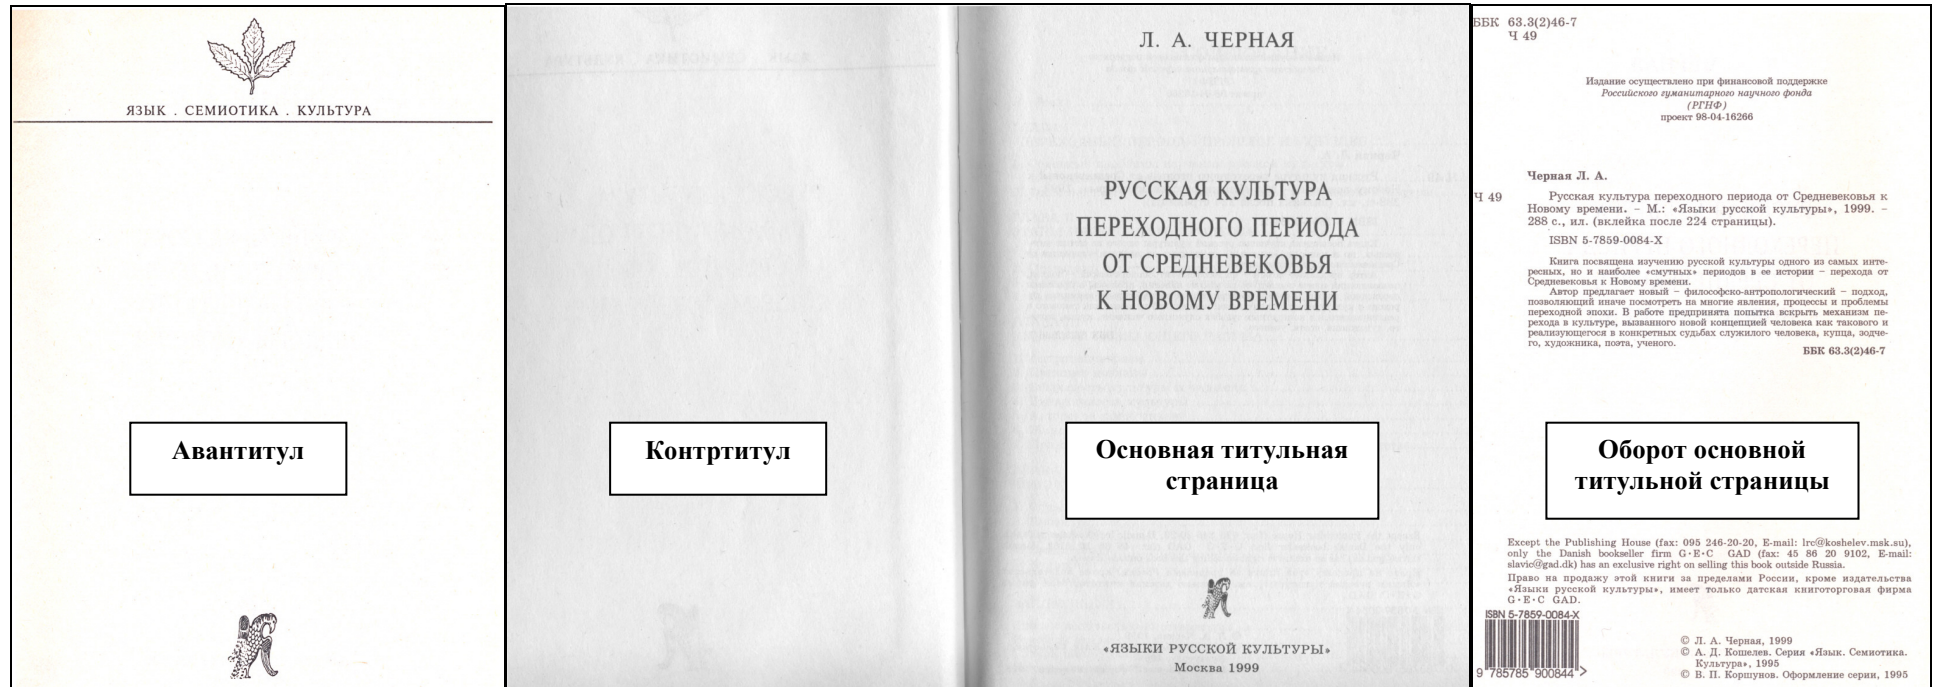 ЯЗЫК . СЕМИОТИКА . КУЛЬТУРА
Авантитул
Контртитул
Л. А. ЧЕРНАЯ
РУССКАЯ КУЛЬТУРА
ПЕРЕХОДНОГО ПЕРИОДА
ОТ СРЕДНЕВЕКОВЬЯ
К НОВОМУ ВРЕМЕНИ
Основная титульная
страница
«ЯЗЫКИ РУССКОЙ КУЛЬТУРЫ»
Москва 1999
ББК 63.3(2)46-7
Ч 49
Издание осуществлено при финансовой поддержке
Российского гуманитарного научного фонда
(РГНФ)
проект 98-04-16266
Черная Л. А.
Ч 49 Русская культура переходного периода от Средневековья к
Новому времени. – М.: «Языки русской культуры», 1999. –
288 с., ил. (вклейка после 224 страницы).
ISBN 5-7859-0084-X
Книга посвящена изучению русской культуры одного из самых инте-
ресных, но и наиболее «смутных» периодов в ее истории – перехода от
Средневековья к Новому времени.
Автор предлагает новый – философско-антропологический – подход,
позволяющий иначе посмотреть на многие явления, процессы и проблемы
переходной эпохи. В работе предпринята попытка вскрыть механизм пе-
рехода в культуре, вызванного новой концепцией человека как такового и
реализующегося в конкретных судьбах служилого человека, купца, зодче-
го, художника, поэта, ученого.
ББК 63.3(2)46-7
Оборот основной
титульной страницы
Except the Publishing House (fax: 095 246-20-20, E-mail: lrc@koshelev.msk.su),
only the Danish bookseller firm G·E·C GAD (fax: 45 86 20 9102, E-mail:
slavic@gad.dk) has an exclusive right on selling this book outside Russia.
Право на продажу этой книги за пределами России, кроме издательства
«Языки русской культуры», имеет только датская книготорговая фирма
G·E·C GAD.
ISBN 5-7859-0084-X
9 785785 900844 >
© Л. А. Черная, 1999
© А. Д. Кошелев. Серия «Язык. Семиотика.
Культура», 1995
© В. П. Коршунов. Оформление серии, 1995